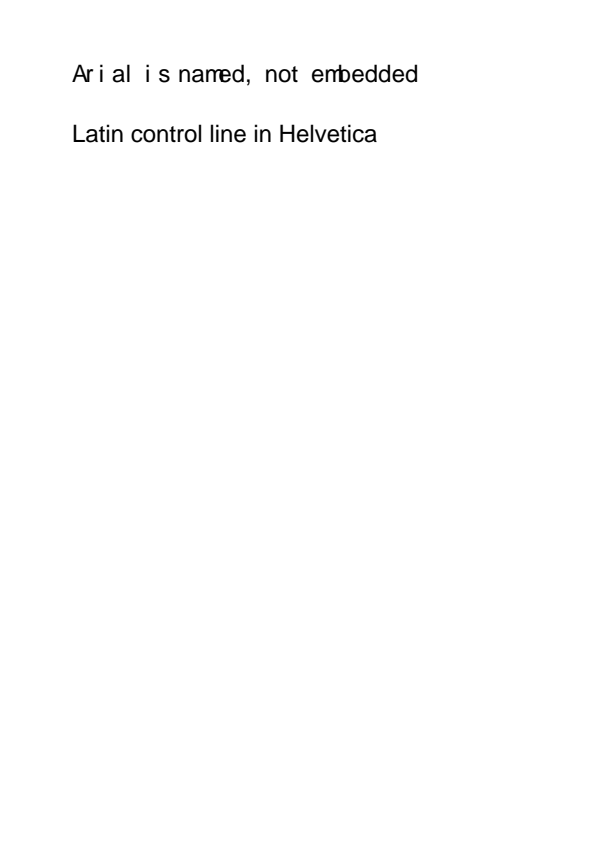 Arial is named, not embedded
Latin control line in Helvetica